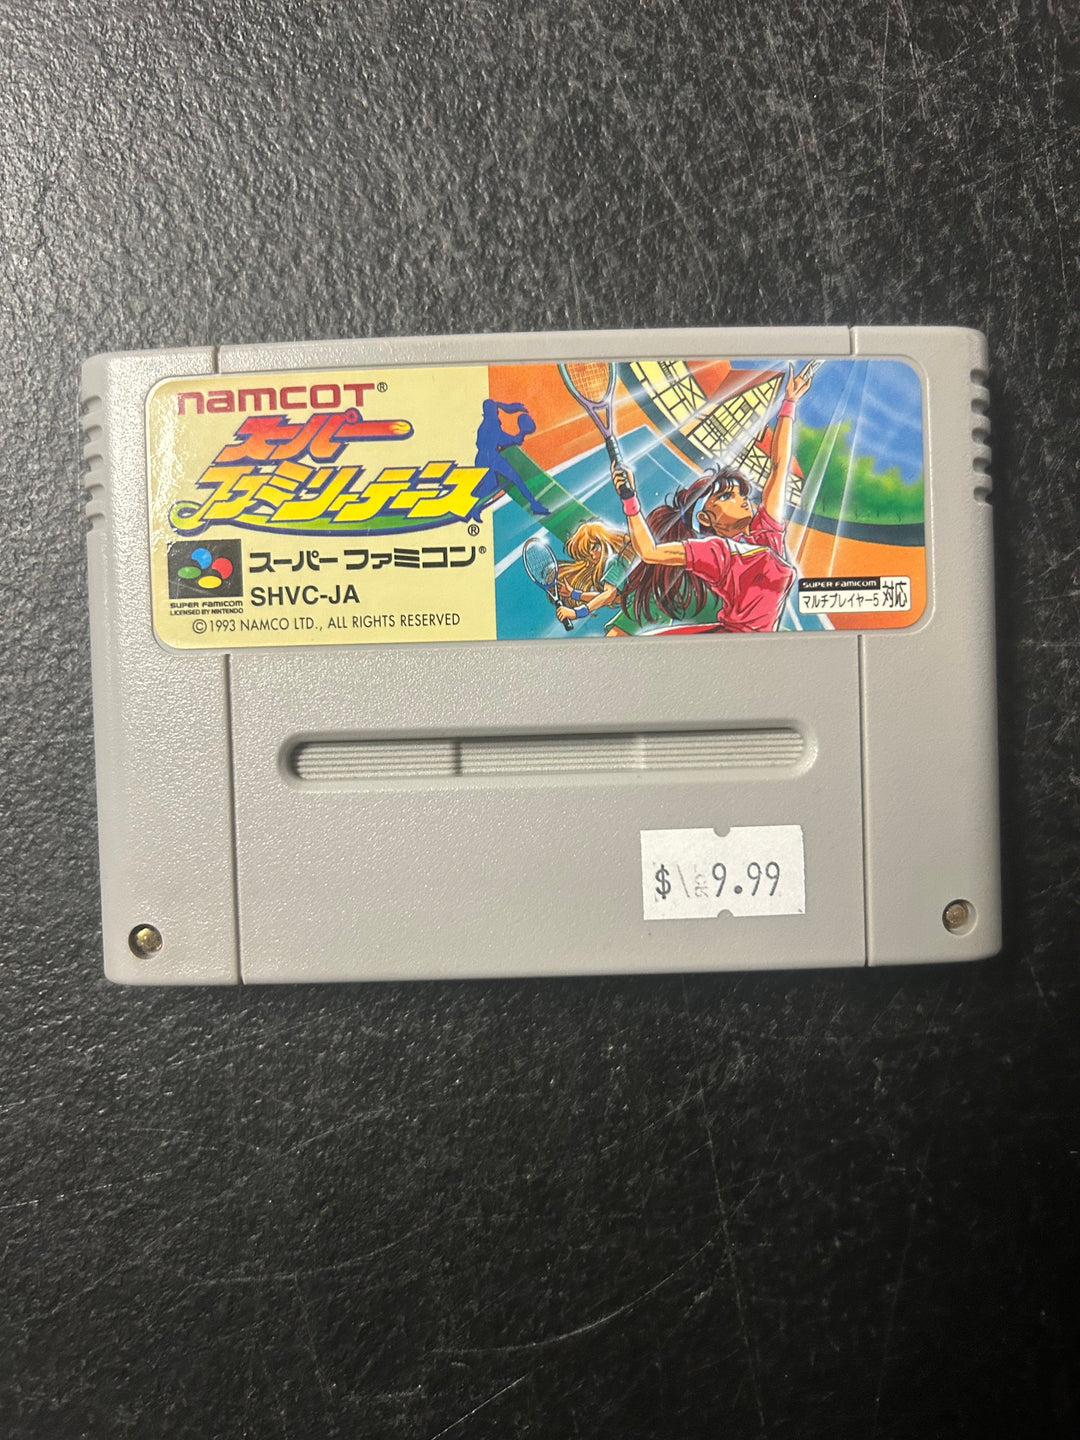 namcot®
スーパー
ファミリーテニス®
スーパーファミコン®
SHVC-JA
SUPER FAMICOM
LICENSED BY NINTENDO
©1993 NAMCO LTD., ALL RIGHTS RESERVED
SUPER FAMICOM
マルチプレイヤー5 対応
$ 9.99